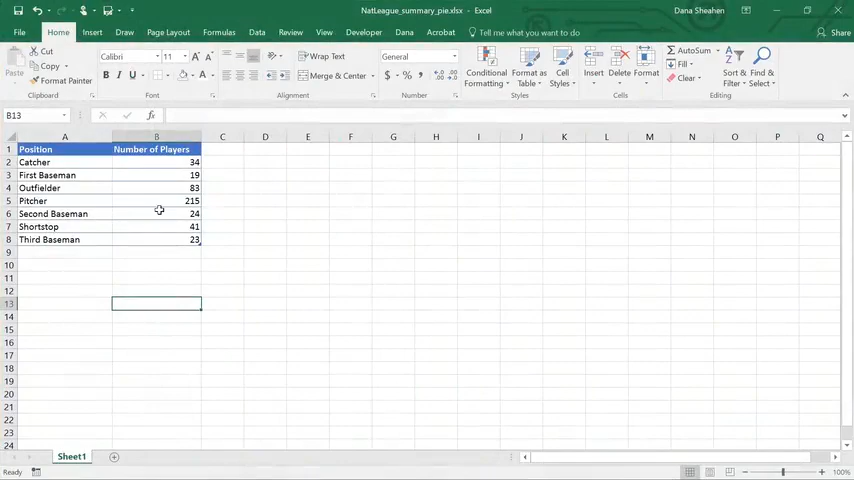 NatLeague_summary_pie.xlsx - Excel
Dana Sheahen
File Home Insert Draw Page Layout Formulas Data Review View Developer Dana Acrobat Tell me what you want to do Share
Paste
Cut
Copy
Format Painter
Clipboard
Calibri 11 A A
B I U A
Font
Wrap Text
Merge & Center
Alignment
General
$ % ,
Number
Conditional Formatting
Format as Table
Cell Styles
Styles
Insert Delete Format
Cells
AutoSum
Fill
Clear
Sort & Filter
Find & Select
Editing
B13 fx
A B C D E F G H I J K L M N O P Q
1 Position Number of Players
2 Catcher 34
3 First Baseman 19
4 Outfielder 83
5 Pitcher 215
6 Second Baseman 24
7 Shortstop 41
8 Third Baseman 23
9
10
11
12
13
14
15
16
17
18
19
20
21
22
23
24
Sheet1
Ready 100%